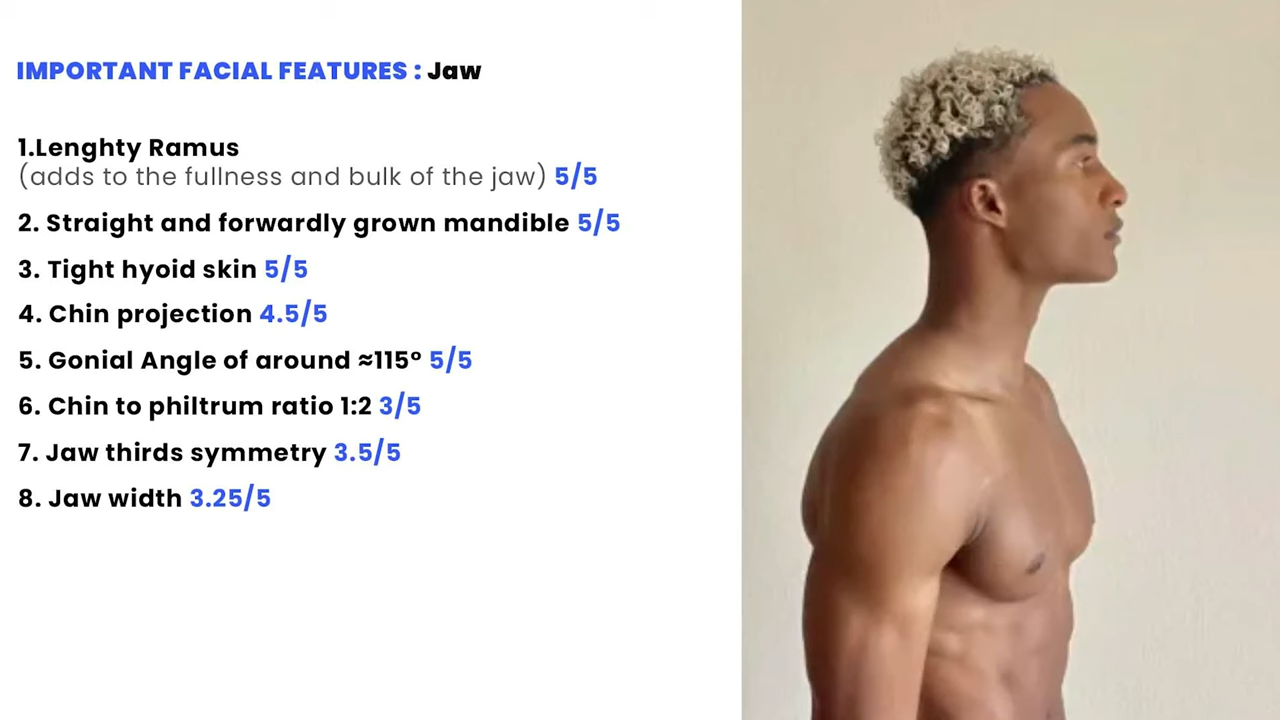 IMPORTANT FACIAL FEATURES : Jaw
1.Lenghty Ramus
(adds to the fullness and bulk of the jaw) 5/5
2. Straight and forwardly grown mandible 5/5
3. Tight hyoid skin 5/5
4. Chin projection 4.5/5
5. Gonial Angle of around ≈115° 5/5
6. Chin to philtrum ratio 1:2 3/5
7. Jaw thirds symmetry 3.5/5
8. Jaw width 3.25/5